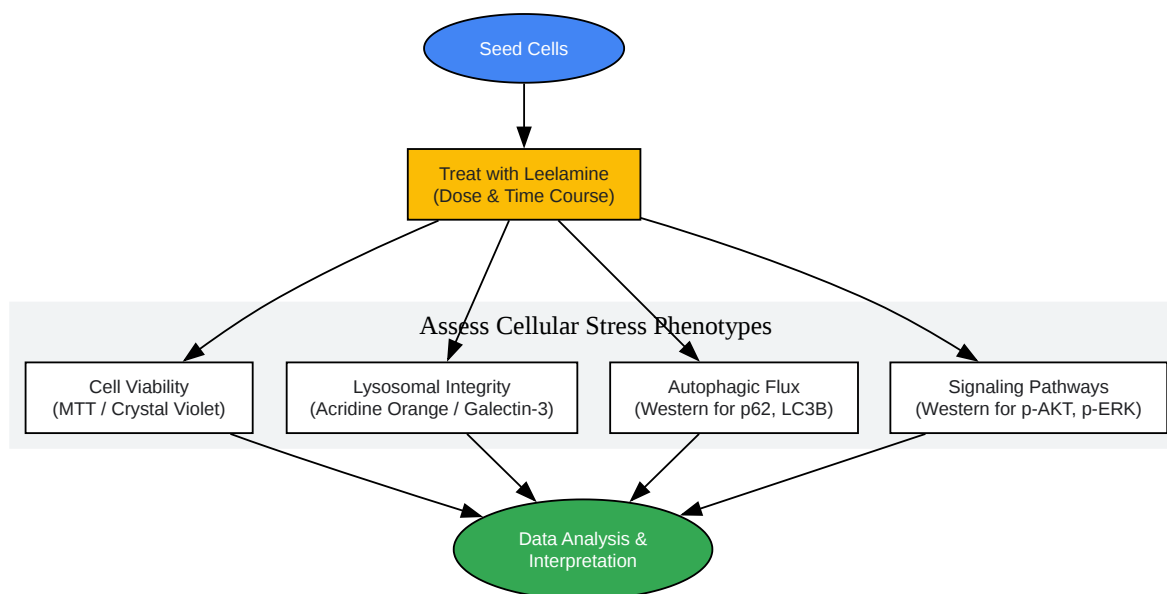 Seed Cells
Treat with Leelamine
(Dose & Time Course)
Assess Cellular Stress Phenotypes
Cell Viability
(MTT / Crystal Violet)
Lysosomal Integrity
(Acridine Orange / Galectin-3)
Autophagic Flux
(Western for p62, LC3B)
Signaling Pathways
(Western for p-AKT, p-ERK)
Data Analysis &
Interpretation